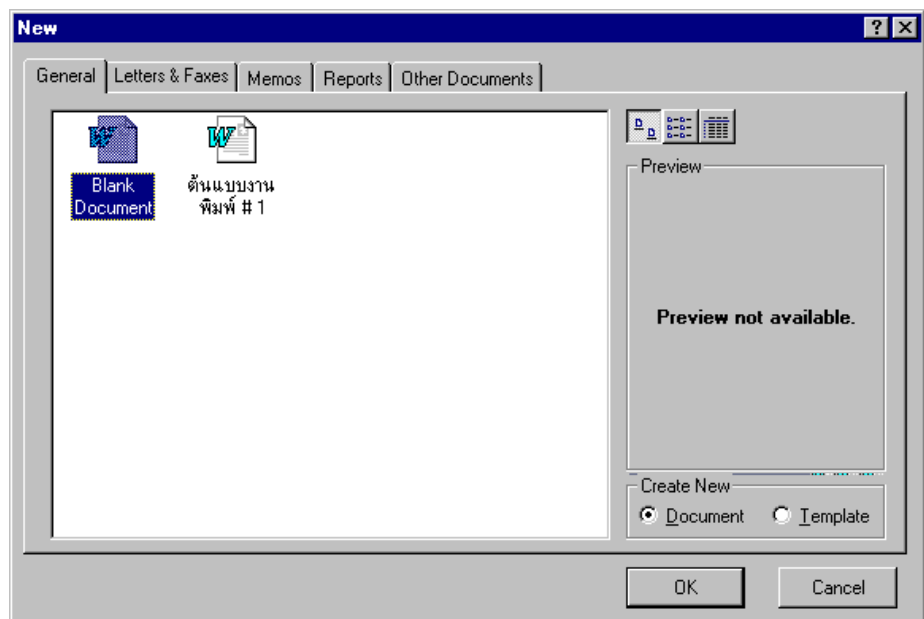 New
General Letters & Faxes Memos Reports Other Documents
Blank Document
ต้นแบบงาน
พิมพ์ # 1
Preview
Preview not available.
Create New
Document Template
OK Cancel